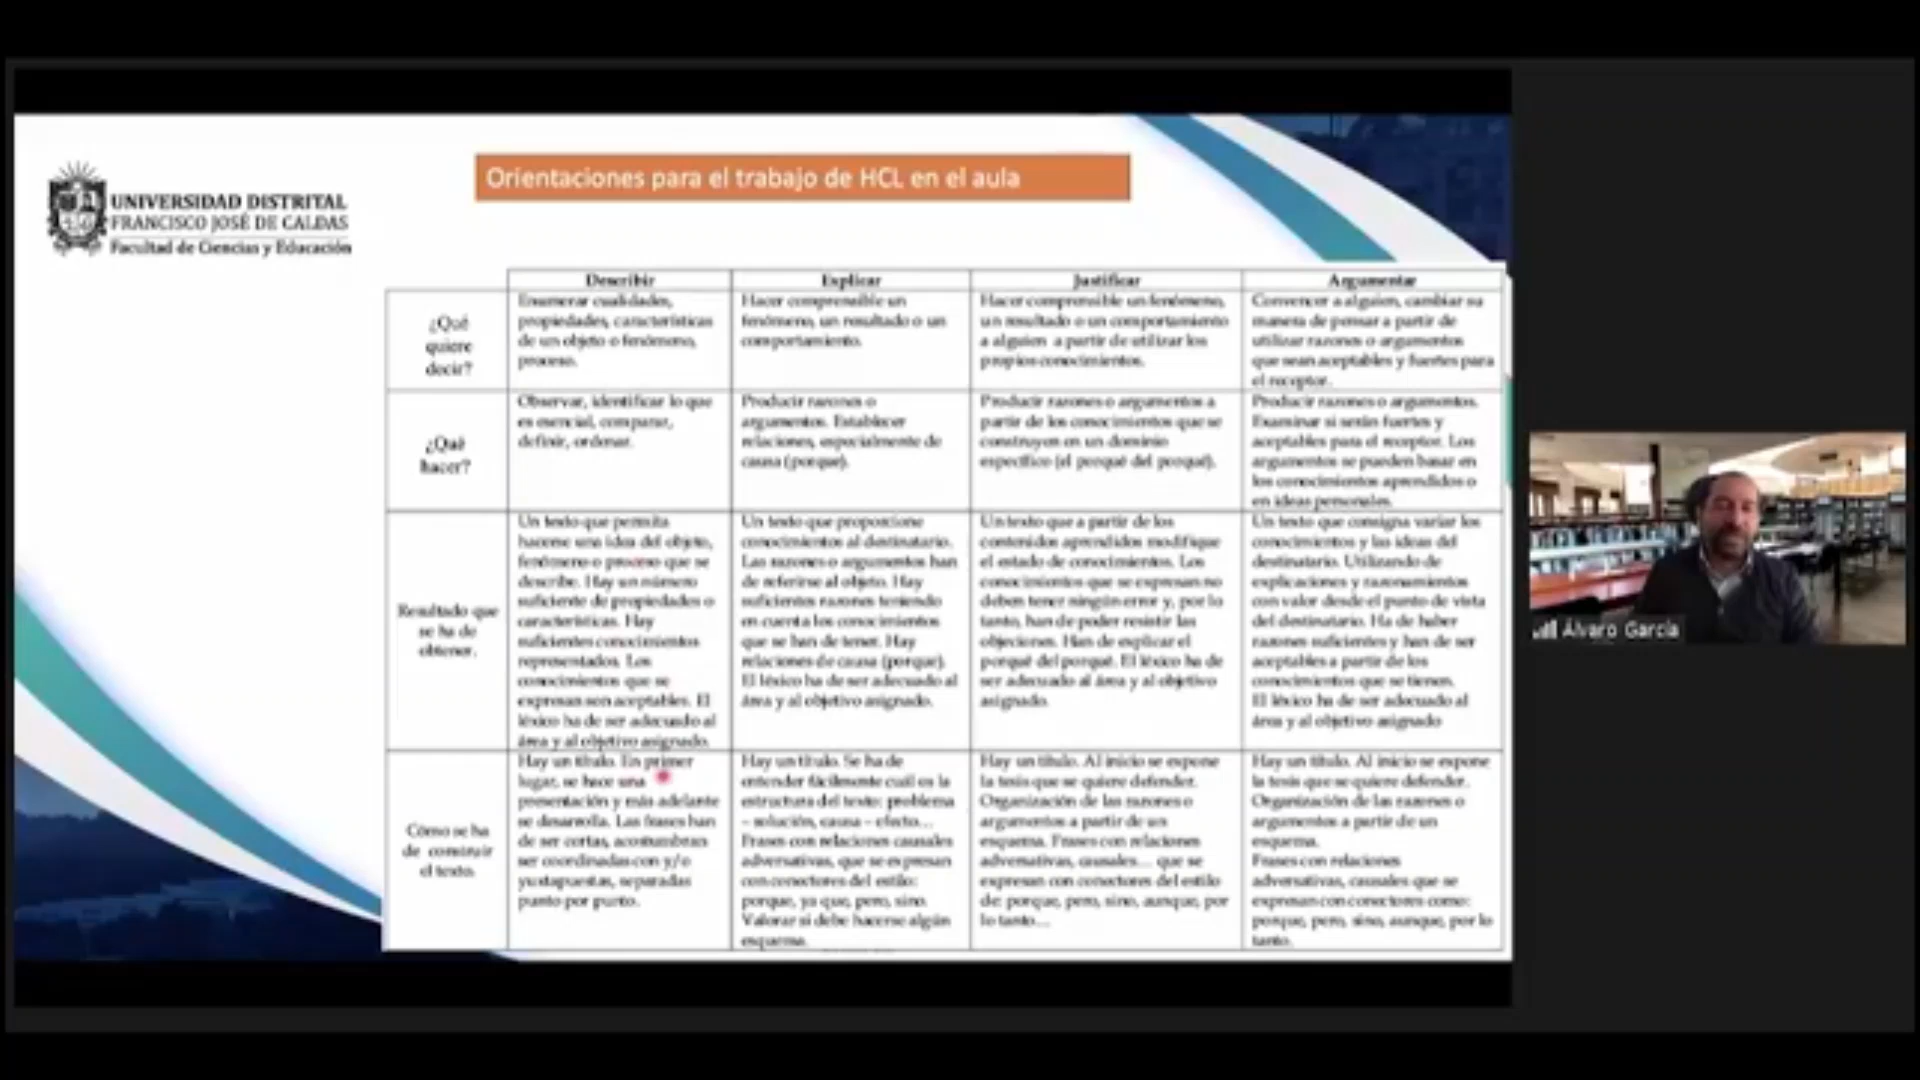 Orientaciones para el trabajo de HCL en el aula
UNIVERSIDAD DISTRITAL
FRANCISCO JOSÉ DE CALDAS
Facultad de Ciencias y Educación
Describir
Explicar
Justificar
Argumentar
¿Qué
quiere
decir?
Enumerar cualidades,
propiedades, características
de un objeto o fenómeno,
proceso.
Hacer comprensible un
fenómeno, un resultado o un
comportamiento.
Hacer comprensible un fenómeno,
un resultado o un comportamiento
a alguien a partir de utilizar los
propios conocimientos.
Convencer a alguien, cambiar su
manera de pensar a partir de
utilizar razones o argumentos
que sean aceptables y fuertes para
el receptor.
¿Qué
hacer?
Observar, identificar lo que
es esencial, comparar,
definir, ordenar.
Producir razones o
argumentos. Establecer
relaciones, especialmente de
causa (porque).
Producir razones o argumentos a
partir de los conocimientos que se
construyen en un dominio
específico (el porqué del porqué).
Producir razones o argumentos.
Examinar si serán fuertes y
aceptables para el receptor. Los
argumentos se pueden basar en
los conocimientos aprendidos o
en ideas personales.
Resultado que
se ha de
obtener.
Un texto que permita
hacerse una idea del objeto,
fenómeno o proceso que se
describe. Hay un número
suficiente de propiedades o
características. Hay
suficientes conocimientos
representados. Los
conocimientos que se
expresan son aceptables. El
léxico ha de ser adecuado al
área y al objetivo asignado.
Un texto que proporcione
conocimientos al destinatario.
Las razones o argumentos han
de referirse al objeto. Hay
suficientes razones teniendo
en cuenta los conocimientos
que se han de tener. Hay
relaciones de causa (porque).
El léxico ha de ser adecuado al
área y al objetivo asignado.
Un texto que a partir de los
contenidos aprendidos modifique
el estado de conocimientos. Los
conocimientos que se expresan no
deben tener ningún error y, por lo
tanto, han de poder resistir las
objeciones. Han de explicar el
porqué del porqué. El léxico ha de
ser adecuado al área y al objetivo
asignado.
Un texto que consigna variar los
conocimientos y las ideas del
destinatario. Utilizando de
explicaciones y razonamientos
con valor desde el punto de vista
del destinatario. Ha de haber
razones suficientes y han de ser
aceptables a partir de los
conocimientos que se tienen.
El léxico ha de ser adecuado al
área y al objetivo asignado
Cómo se ha
de construir
el texto.
Hay un título. En primer
lugar, se hace una
presentación y más adelante
se desarrolla. Las frases han
de ser cortas, acostumbran
ser coordinadas con y/o
yuxtapuestas, separadas
punto por punto.
Hay un título. Se ha de
entender fácilmente cuál es la
estructura del texto: problema
– solución, causa – efecto…
Frases con relaciones causales
adversativas, que se expresan
con conectores del estilo:
porque, ya que, pero, sino.
Valorar si debe hacerse algún
esquema.
Hay un título. Al inicio se expone
la tesis que se quiere defender.
Organización de las razones o
argumentos a partir de un
esquema. Frases con relaciones
adversativas, causales… que se
expresan con conectores del estilo
de: porque, pero, sino, aunque, por
lo tanto…
Hay un título. Al inicio se expone
la tesis que se quiere defender.
Organización de las razones o
argumentos a partir de un
esquema.
Frases con relaciones
adversativas, causales que se
expresan con conectores como:
porque, pero, sino, aunque, por lo
tanto.
Álvaro García